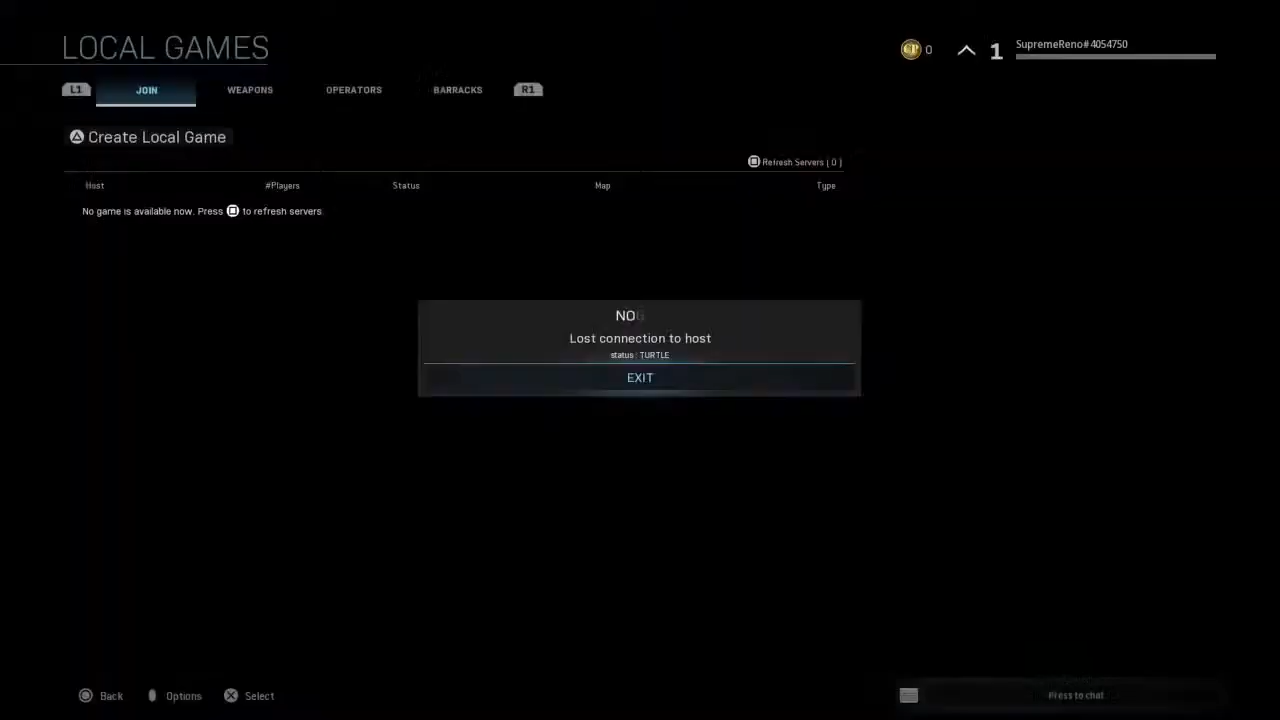 LOCAL GAMES
0
1
SupremeReno#4054750
L1 JOIN WEAPONS OPERATORS BARRACKS R1
Create Local Game
Refresh Servers ( 0 )
Host #Players Status Map Type
No game is available now. Press to refresh servers
NO
Lost connection to host
status : TURTLE
EXIT
Back Options Select
Press to chat